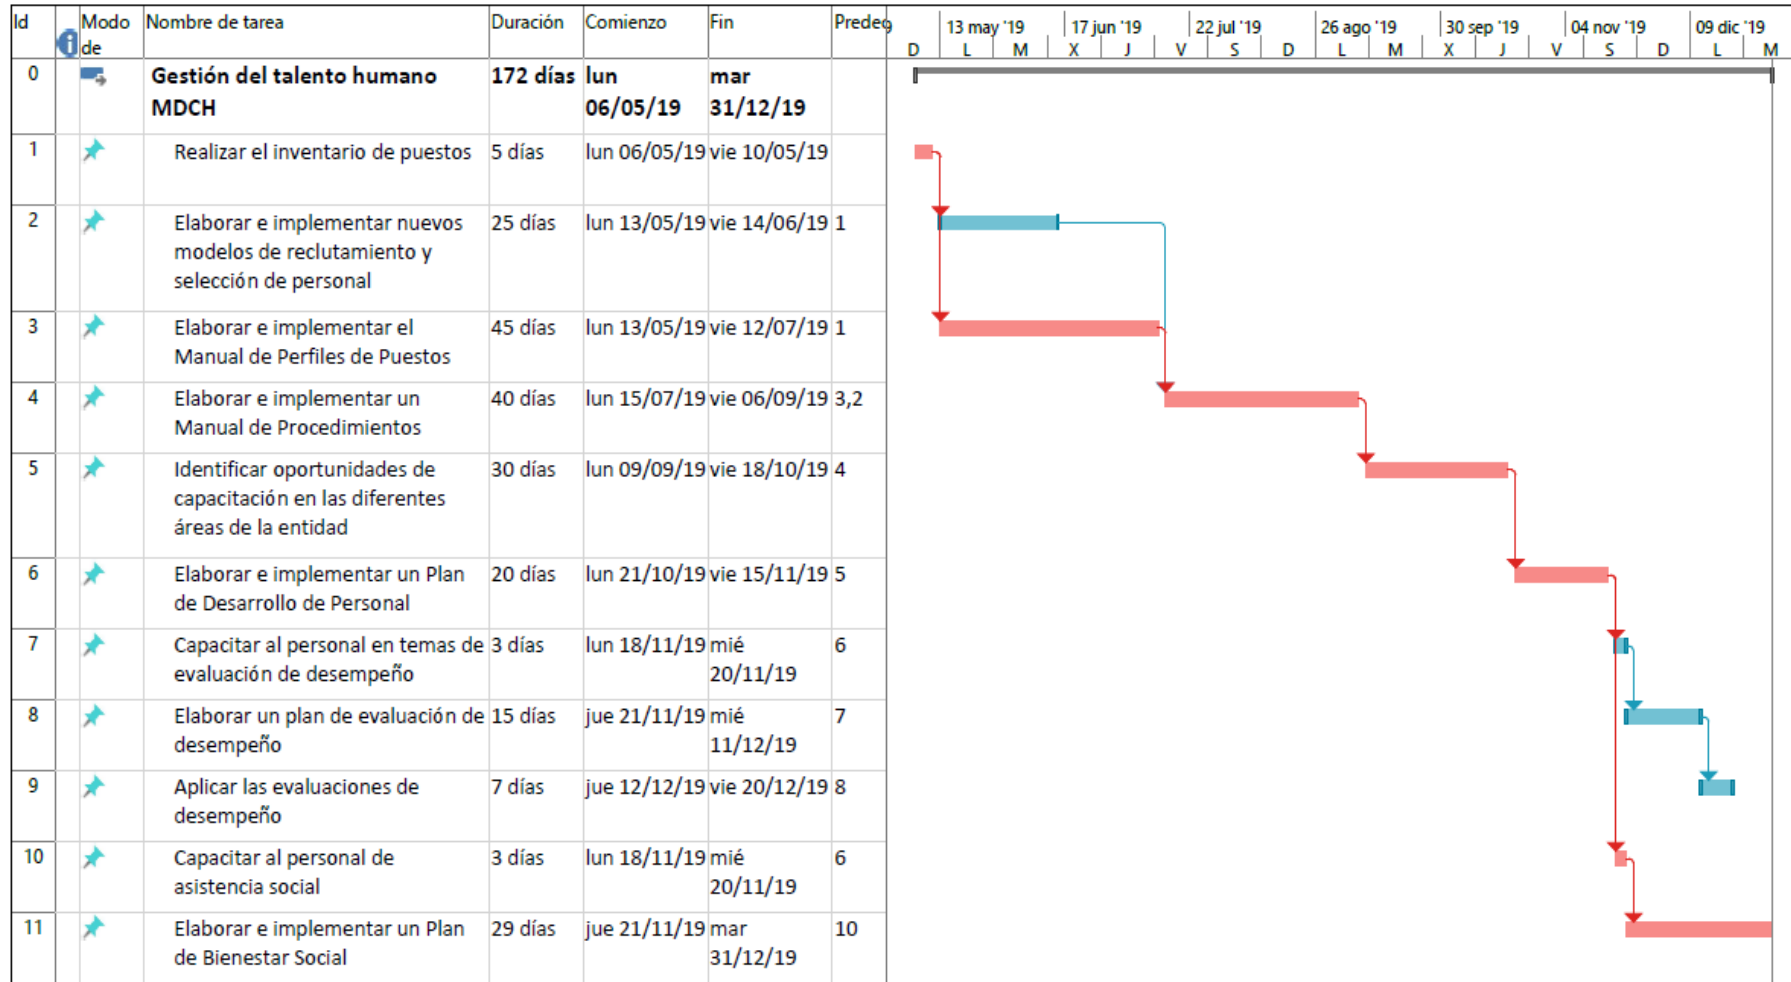 Id Modo de Nombre de tarea Duración Comienzo Fin Predec
13 may '19 17 jun '19 22 jul '19 26 ago '19 30 sep '19 04 nov '19 09 dic '19
D L M X J V S D L M X J V S D L M
0 Gestión del talento humano 172 días lun mar
MDCH 06/05/19 31/12/19
1 Realizar el inventario de puestos 5 días lun 06/05/19 vie 10/05/19
2 Elaborar e implementar nuevos 25 días lun 13/05/19 vie 14/06/19 1
modelos de reclutamiento y
selección de personal
3 Elaborar e implementar el 45 días lun 13/05/19 vie 12/07/19 1
Manual de Perfiles de Puestos
4 Elaborar e implementar un 40 días lun 15/07/19 vie 06/09/19 3,2
Manual de Procedimientos
5 Identificar oportunidades de 30 días lun 09/09/19 vie 18/10/19 4
capacitación en las diferentes
áreas de la entidad
6 Elaborar e implementar un Plan 20 días lun 21/10/19 vie 15/11/19 5
de Desarrollo de Personal
7 Capacitar al personal en temas de 3 días lun 18/11/19 mié 6
evaluación de desempeño 20/11/19
8 Elaborar un plan de evaluación de 15 días jue 21/11/19 mié 7
desempeño 11/12/19
9 Aplicar las evaluaciones de 7 días jue 12/12/19 vie 20/12/19 8
desempeño
10 Capacitar al personal de 3 días lun 18/11/19 mié 6
asistencia social 20/11/19
11 Elaborar e implementar un Plan 29 días jue 21/11/19 mar 10
de Bienestar Social 31/12/19